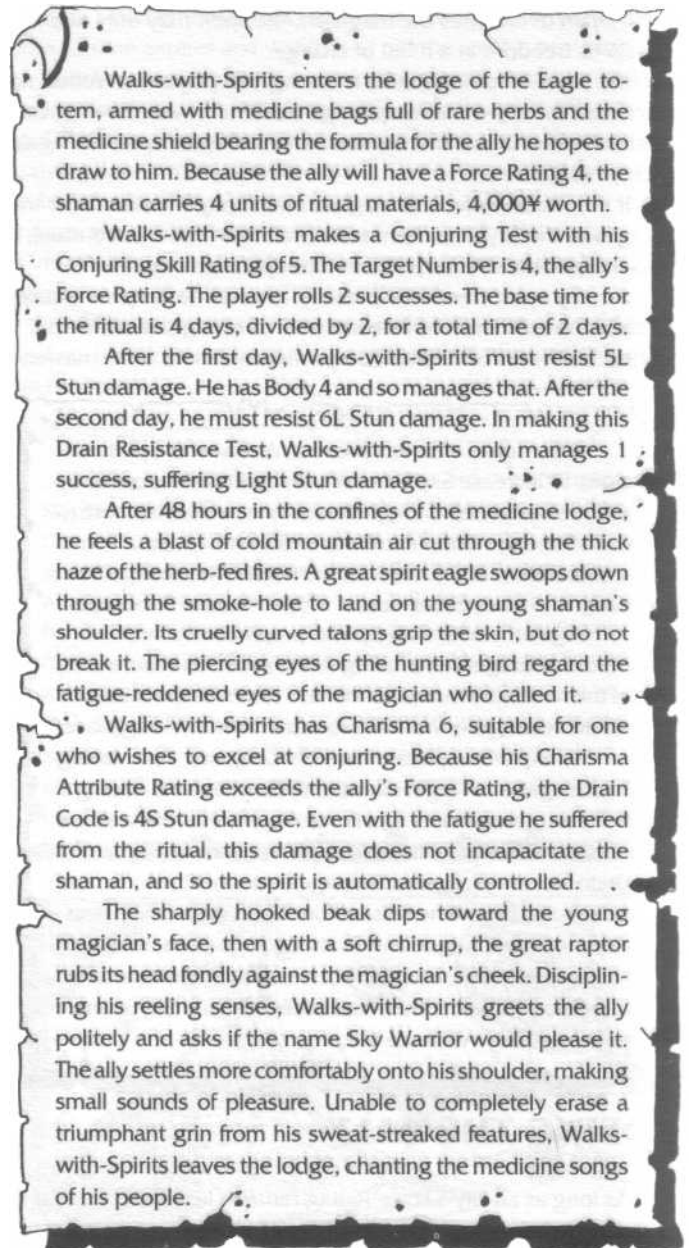 Walks-with-Spirits enters the lodge of the Eagle to-
tem, armed with medicine bags full of rare herbs and the
medicine shield bearing the formula for the ally he hopes to
draw to him. Because the ally will have a Force Rating 4, the
shaman carries 4 units of ritual materials, 4,000¥ worth.
Walks-with-Spirits makes a Conjuring Test with his
Conjuring Skill Rating of 5. The Target Number is 4, the ally's
Force Rating. The player rolls 2 successes. The base time for
the ritual is 4 days, divided by 2, for a total time of 2 days.
After the first day, Walks-with-Spirits must resist 5L
Stun damage. He has Body 4 and so manages that. After the
second day, he must resist 6L Stun damage. In making this
Drain Resistance Test, Walks-with-Spirits only manages 1
success, suffering Light Stun damage.
After 48 hours in the confines of the medicine lodge,
he feels a blast of cold mountain air cut through the thick
haze of the herb-fed fires. A great spirit eagle swoops down
through the smoke-hole to land on the young shaman's
shoulder. Its cruelly curved talons grip the skin, but do not
break it. The piercing eyes of the hunting bird regard the
fatigue-reddened eyes of the magician who called it.
Walks-with-Spirits has Charisma 6, suitable for one
who wishes to excel at conjuring. Because his Charisma
Attribute Rating exceeds the ally's Force Rating, the Drain
Code is 4S Stun damage. Even with the fatigue he suffered
from the ritual, this damage does not incapacitate the
shaman, and so the spirit is automatically controlled.
The sharply hooked beak dips toward the young
magician's face, then with a soft chirrup, the great raptor
rubs its head fondly against the magician's cheek. Disciplin-
ing his reeling senses, Walks-with-Spirits greets the ally
politely and asks if the name Sky Warrior would please it.
The ally settles more comfortably onto his shoulder, making
small sounds of pleasure. Unable to completely erase a
triumphant grin from his sweat-streaked features, Walks-
with-Spirits leaves the lodge, chanting the medicine songs
of his people.